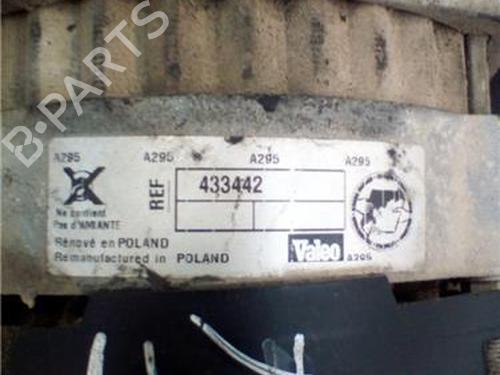 B-PARTS
A295 A295 A295 A295
REF 433442
Ne contient
Pas d'AMIANTE
Rénové en POLAND
Remanufactured in POLAND
Valeo
A295